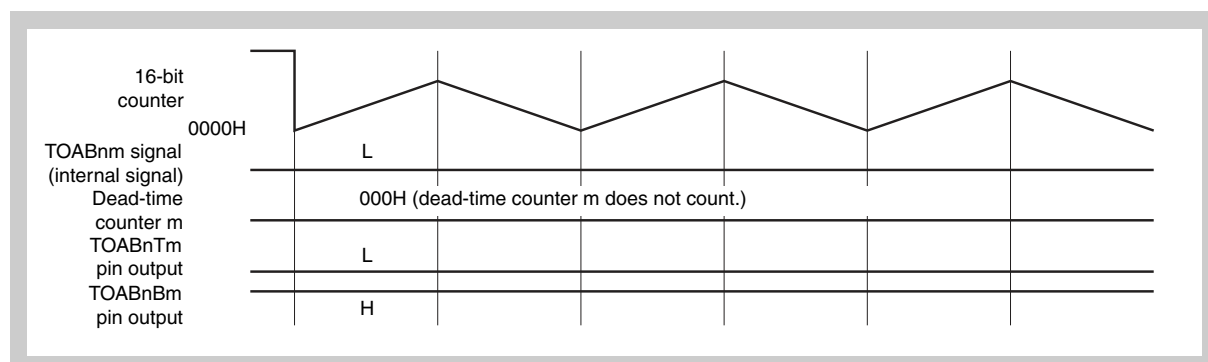 16-bit
counter
0000H
TOABnm signal
(internal signal)
L
Dead-time
counter m
000H (dead-time counter m does not count.)
TOABnTm
pin output
L
TOABnBm
pin output
H